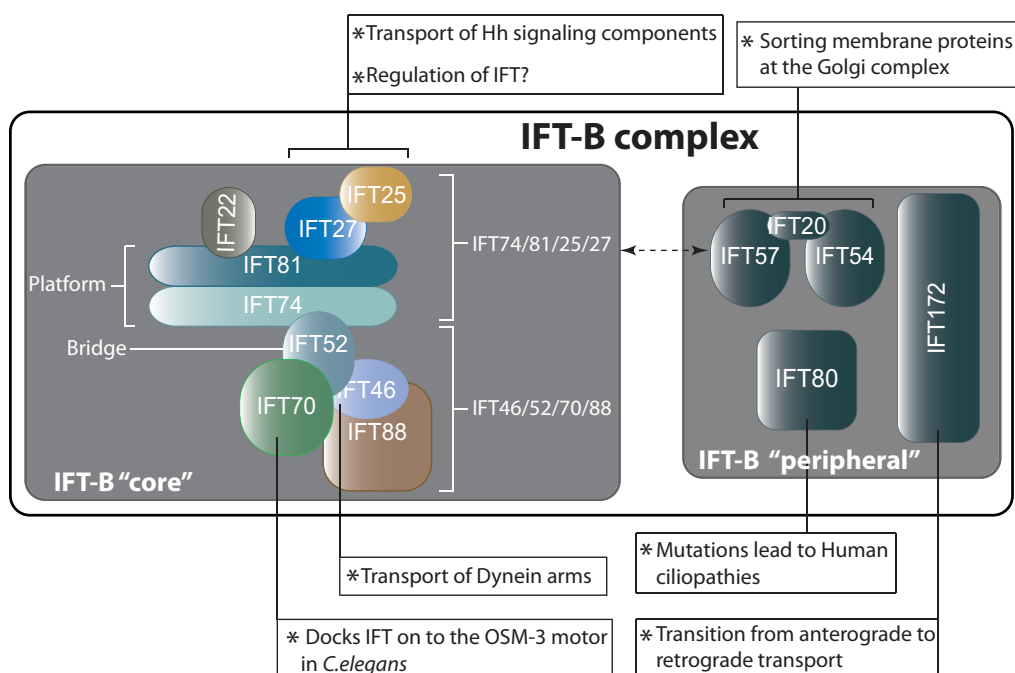 *Transport of Hh signaling components
*Regulation of IFT?
* Sorting membrane proteins
at the Golgi complex
IFT-B complex
IFT22
IFT27
IFT25
IFT81
IFT74
Platform
IFT74/81/25/27
Bridge
IFT52
IFT46
IFT70
IFT88
IFT46/52/70/88
IFT-B "core"
IFT57
IFT20
IFT54
IFT172
IFT80
IFT-B "peripheral"
*Transport of Dynein arms
* Docks IFT on to the OSM-3 motor
in C.elegans
* Mutations lead to Human
ciliopathies
* Transition from anterograde to
retrograde transport